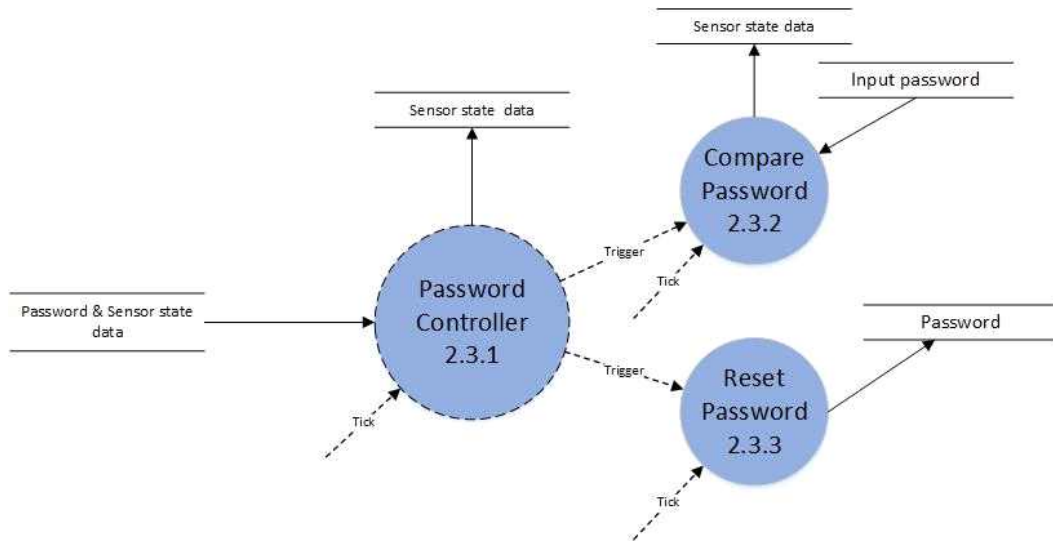 Sensor state data
Input password
Sensor state  data
Compare
Password
2.3.2
Trigger
Tick
Password & Sensor state
data
Password
Controller
2.3.1
Password
Trigger
Reset
Password
2.3.3
Tick
Tick